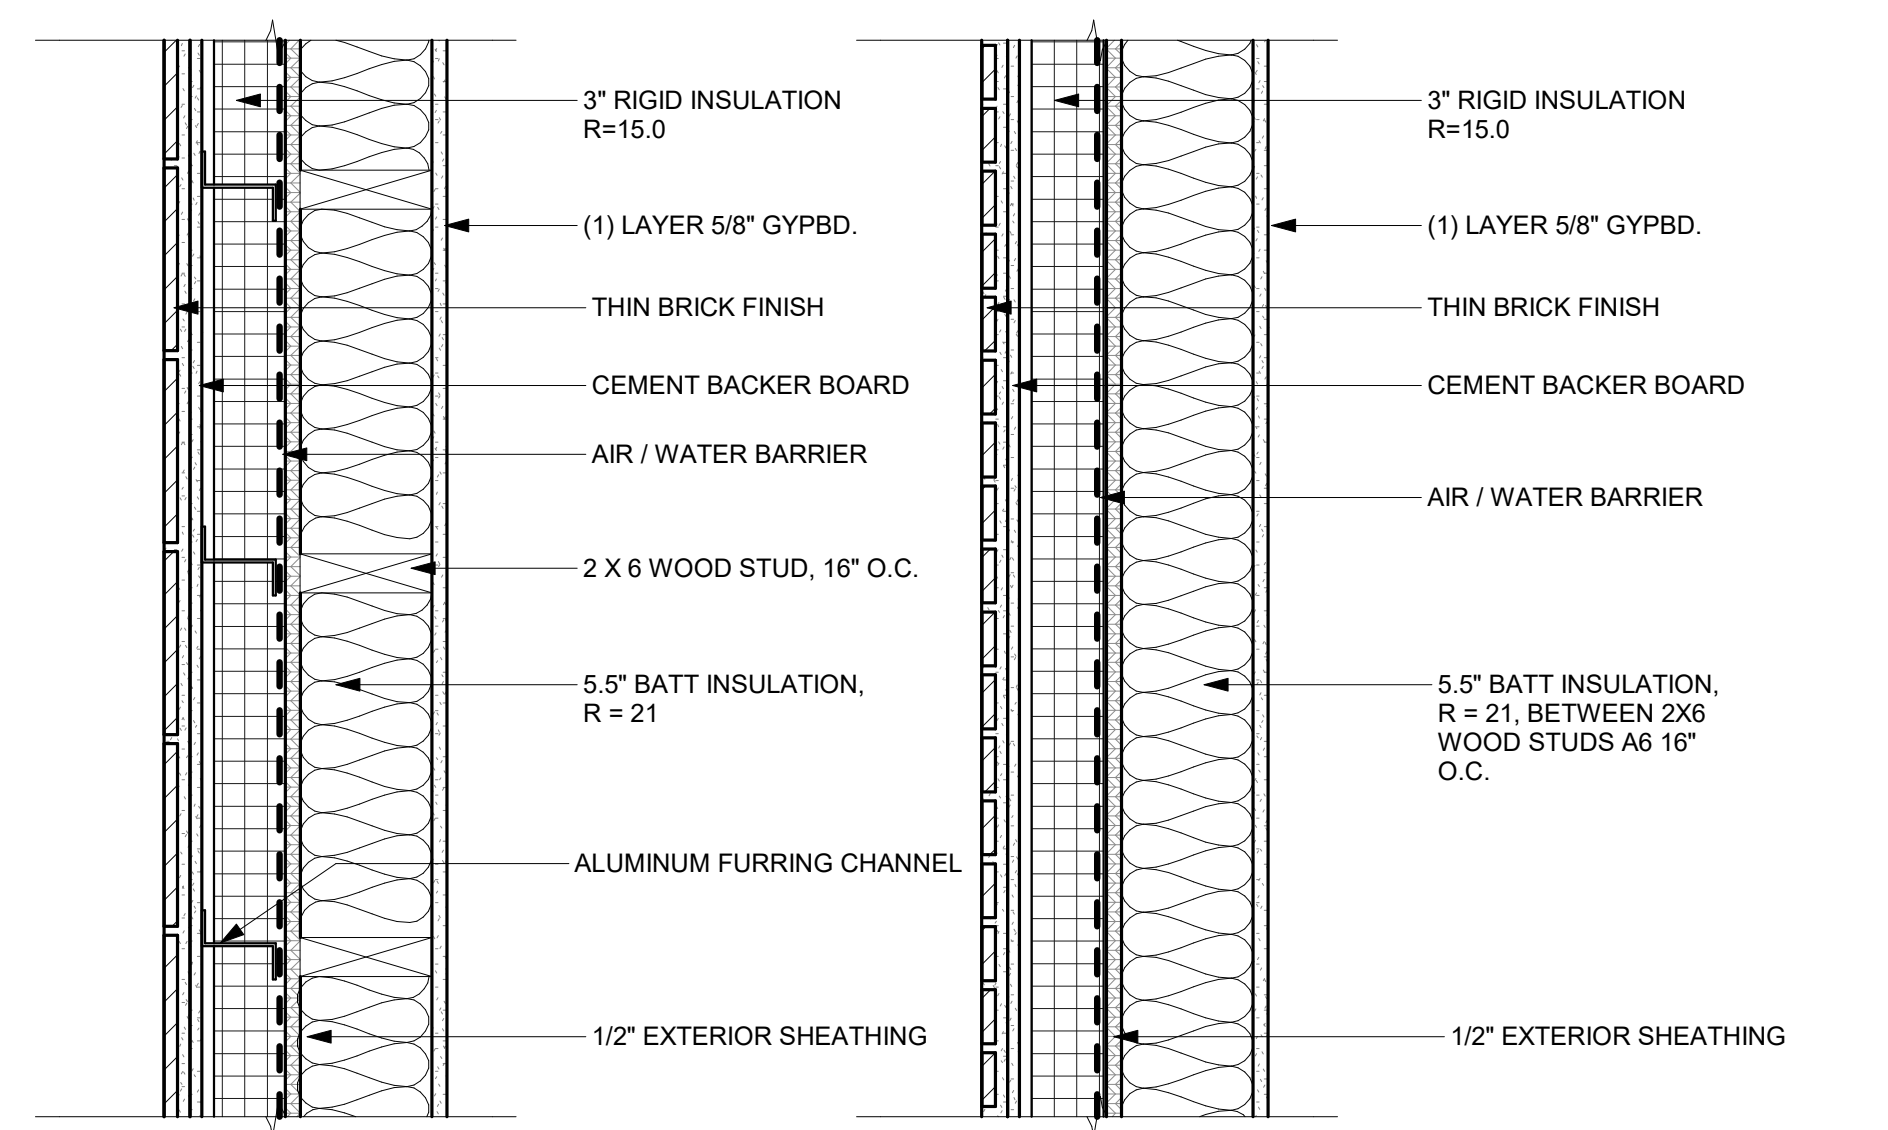 3" RIGID INSULATION
R=15.0
(1) LAYER 5/8" GYPBD.
THIN BRICK FINISH
CEMENT BACKER BOARD
AIR / WATER BARRIER
2 X 6 WOOD STUD, 16" O.C.
5.5" BATT INSULATION,
R = 21
ALUMINUM FURRING CHANNEL
1/2" EXTERIOR SHEATHING
3" RIGID INSULATION
R=15.0
(1) LAYER 5/8" GYPBD.
THIN BRICK FINISH
CEMENT BACKER BOARD
AIR / WATER BARRIER
5.5" BATT INSULATION,
R = 21, BETWEEN 2X6
WOOD STUDS A6 16"
O.C.
1/2" EXTERIOR SHEATHING